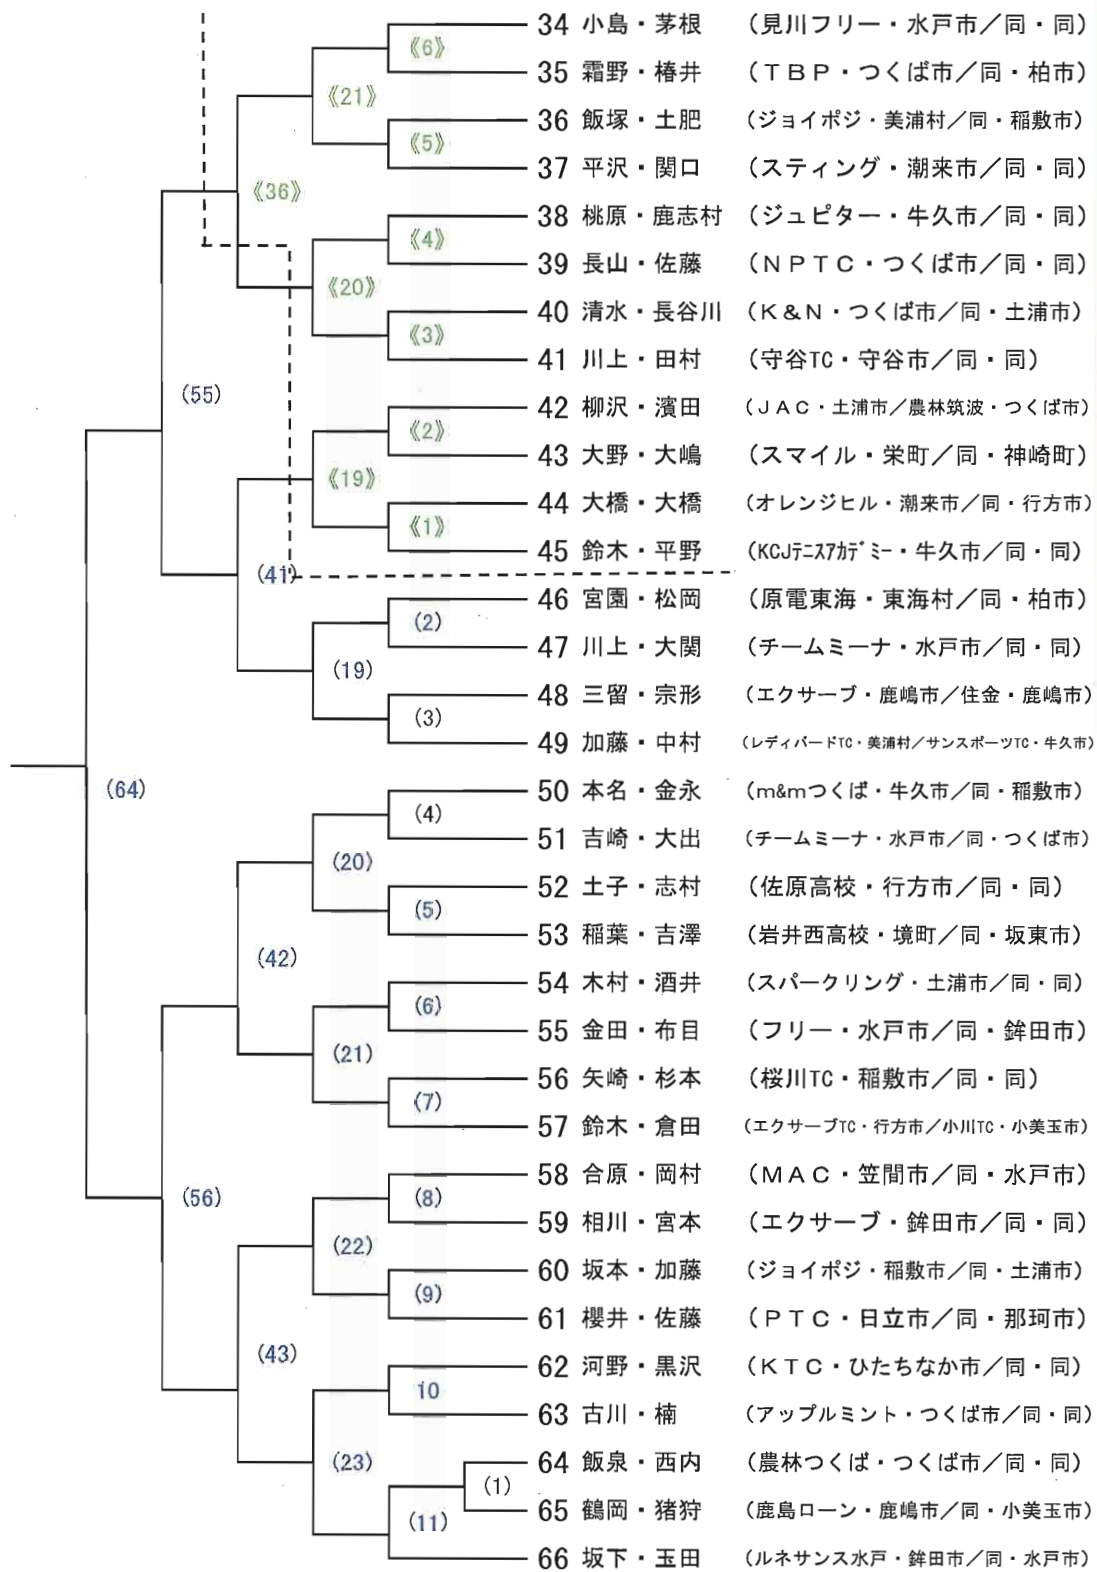 34 小島・茅根 (見川フリー・水戸市／同・同)
《6》
35 霜野・椿井 (ＴＢＰ・つくば市／同・柏市)
《21》
36 飯塚・土肥 (ジョイポジ・美浦村／同・稲敷市)
《5》
37 平沢・関口 (スティング・潮来市／同・同)
《36》
38 桃原・鹿志村 (ジュピター・牛久市／同・同)
《4》
39 長山・佐藤 (ＮＰＴＣ・つくば市／同・同)
《20》
40 清水・長谷川 (Ｋ＆Ｎ・つくば市／同・土浦市)
《3》
41 川上・田村 (守谷TC・守谷市／同・同)
(55)
42 柳沢・濱田 (ＪＡＣ・土浦市／農林筑波・つくば市)
《2》
43 大野・大嶋 (スマイル・栄町／同・神崎町)
《19》
44 大橋・大橋 (オレンジヒル・潮来市／同・行方市)
《1》
45 鈴木・平野 (KCJﾃﾆｽｱｶﾃﾞﾐｰ・牛久市／同・同)
(41)
46 宮園・松岡 (原電東海・東海村／同・柏市)
(2)
47 川上・大関 (チームミーナ・水戸市／同・同)
(19)
48 三留・宗形 (エクサーブ・鹿嶋市／住金・鹿嶋市)
(3)
49 加藤・中村 (レディバードTC・美浦村／サンスポーツTC・牛久市)
(64)
50 本名・金永 (m&mつくば・牛久市／同・稲敷市)
(4)
51 吉崎・大出 (チームミーナ・水戸市／同・つくば市)
(20)
52 土子・志村 (佐原高校・行方市／同・同)
(5)
53 稲葉・吉澤 (岩井西高校・境町／同・坂東市)
(42)
54 木村・酒井 (スパークリング・土浦市／同・同)
(6)
55 金田・布目 (フリー・水戸市／同・鉾田市)
(21)
56 矢崎・杉本 (桜川TC・稲敷市／同・同)
(7)
57 鈴木・倉田 (エクサーブTC・行方市／小川TC・小美玉市)
58 合原・岡村 (ＭＡＣ・笠間市／同・水戸市)
(56)
(8)
59 相川・宮本 (エクサーブ・鉾田市／同・同)
(22)
60 坂本・加藤 (ジョイポジ・稲敷市／同・土浦市)
(9)
61 櫻井・佐藤 (ＰＴＣ・日立市／同・那珂市)
(43)
62 河野・黒沢 (ＫＴＣ・ひたちなか市／同・同)
10
63 古川・楠 (アップルミント・つくば市／同・同)
(23)
64 飯泉・西内 (農林つくば・つくば市／同・同)
(1)
65 鶴岡・猪狩 (鹿島ローン・鹿嶋市／同・小美玉市)
(11)
66 坂下・玉田 (ルネサンス水戸・鉾田市／同・水戸市)